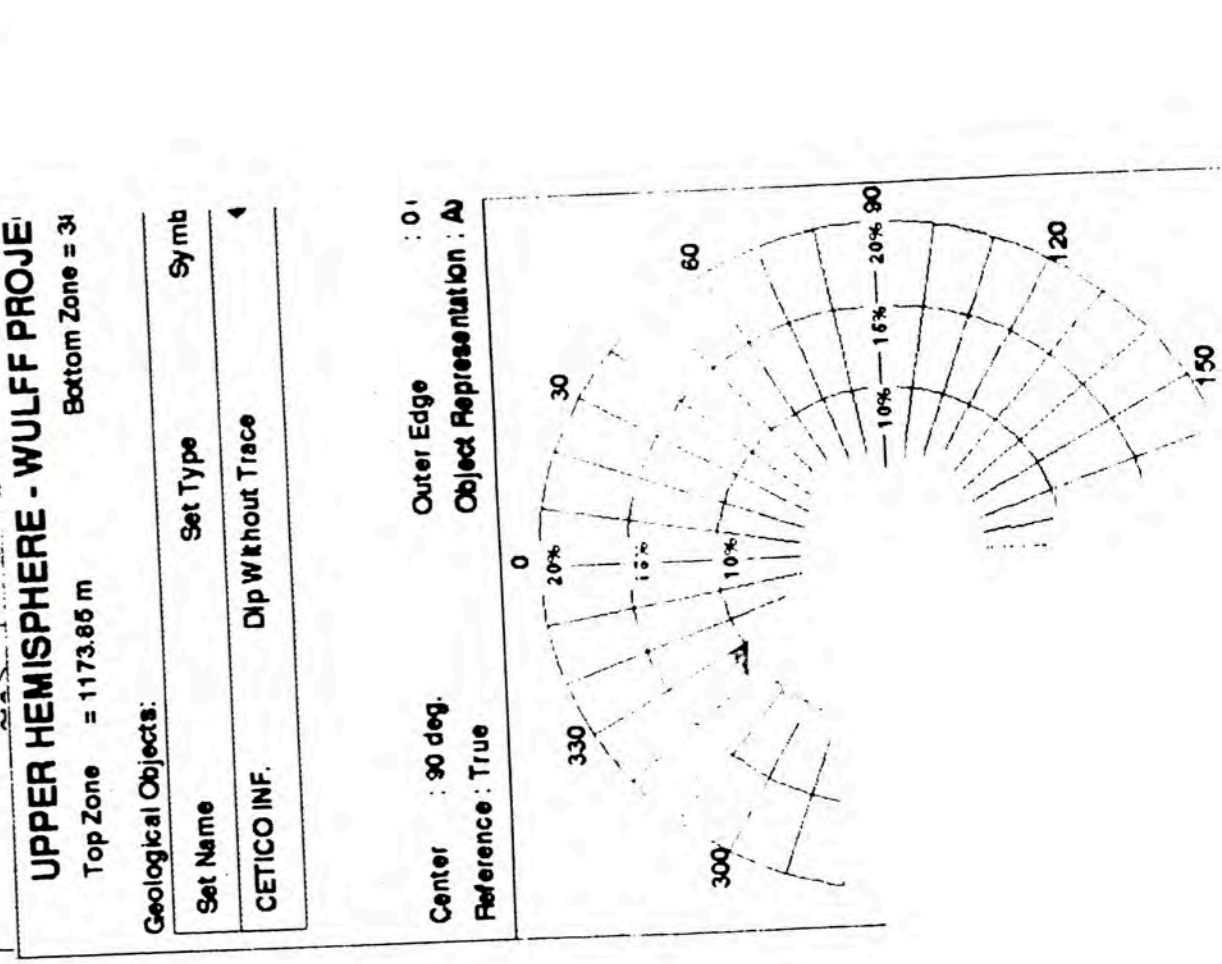 UPPER HEMISPHERE - WULFF PROJE
Top Zone = 1173.85 m Bottom Zone = 3
Geological Objects:
Set Name Set Type Symb
CETICO INF. Dip Without Trace
Center : 90 deg. Outer Edge : 0
Reference : True Object Representation : A
0
30
60
90
120
150
300
330
20%
10%
10% 15% 20%